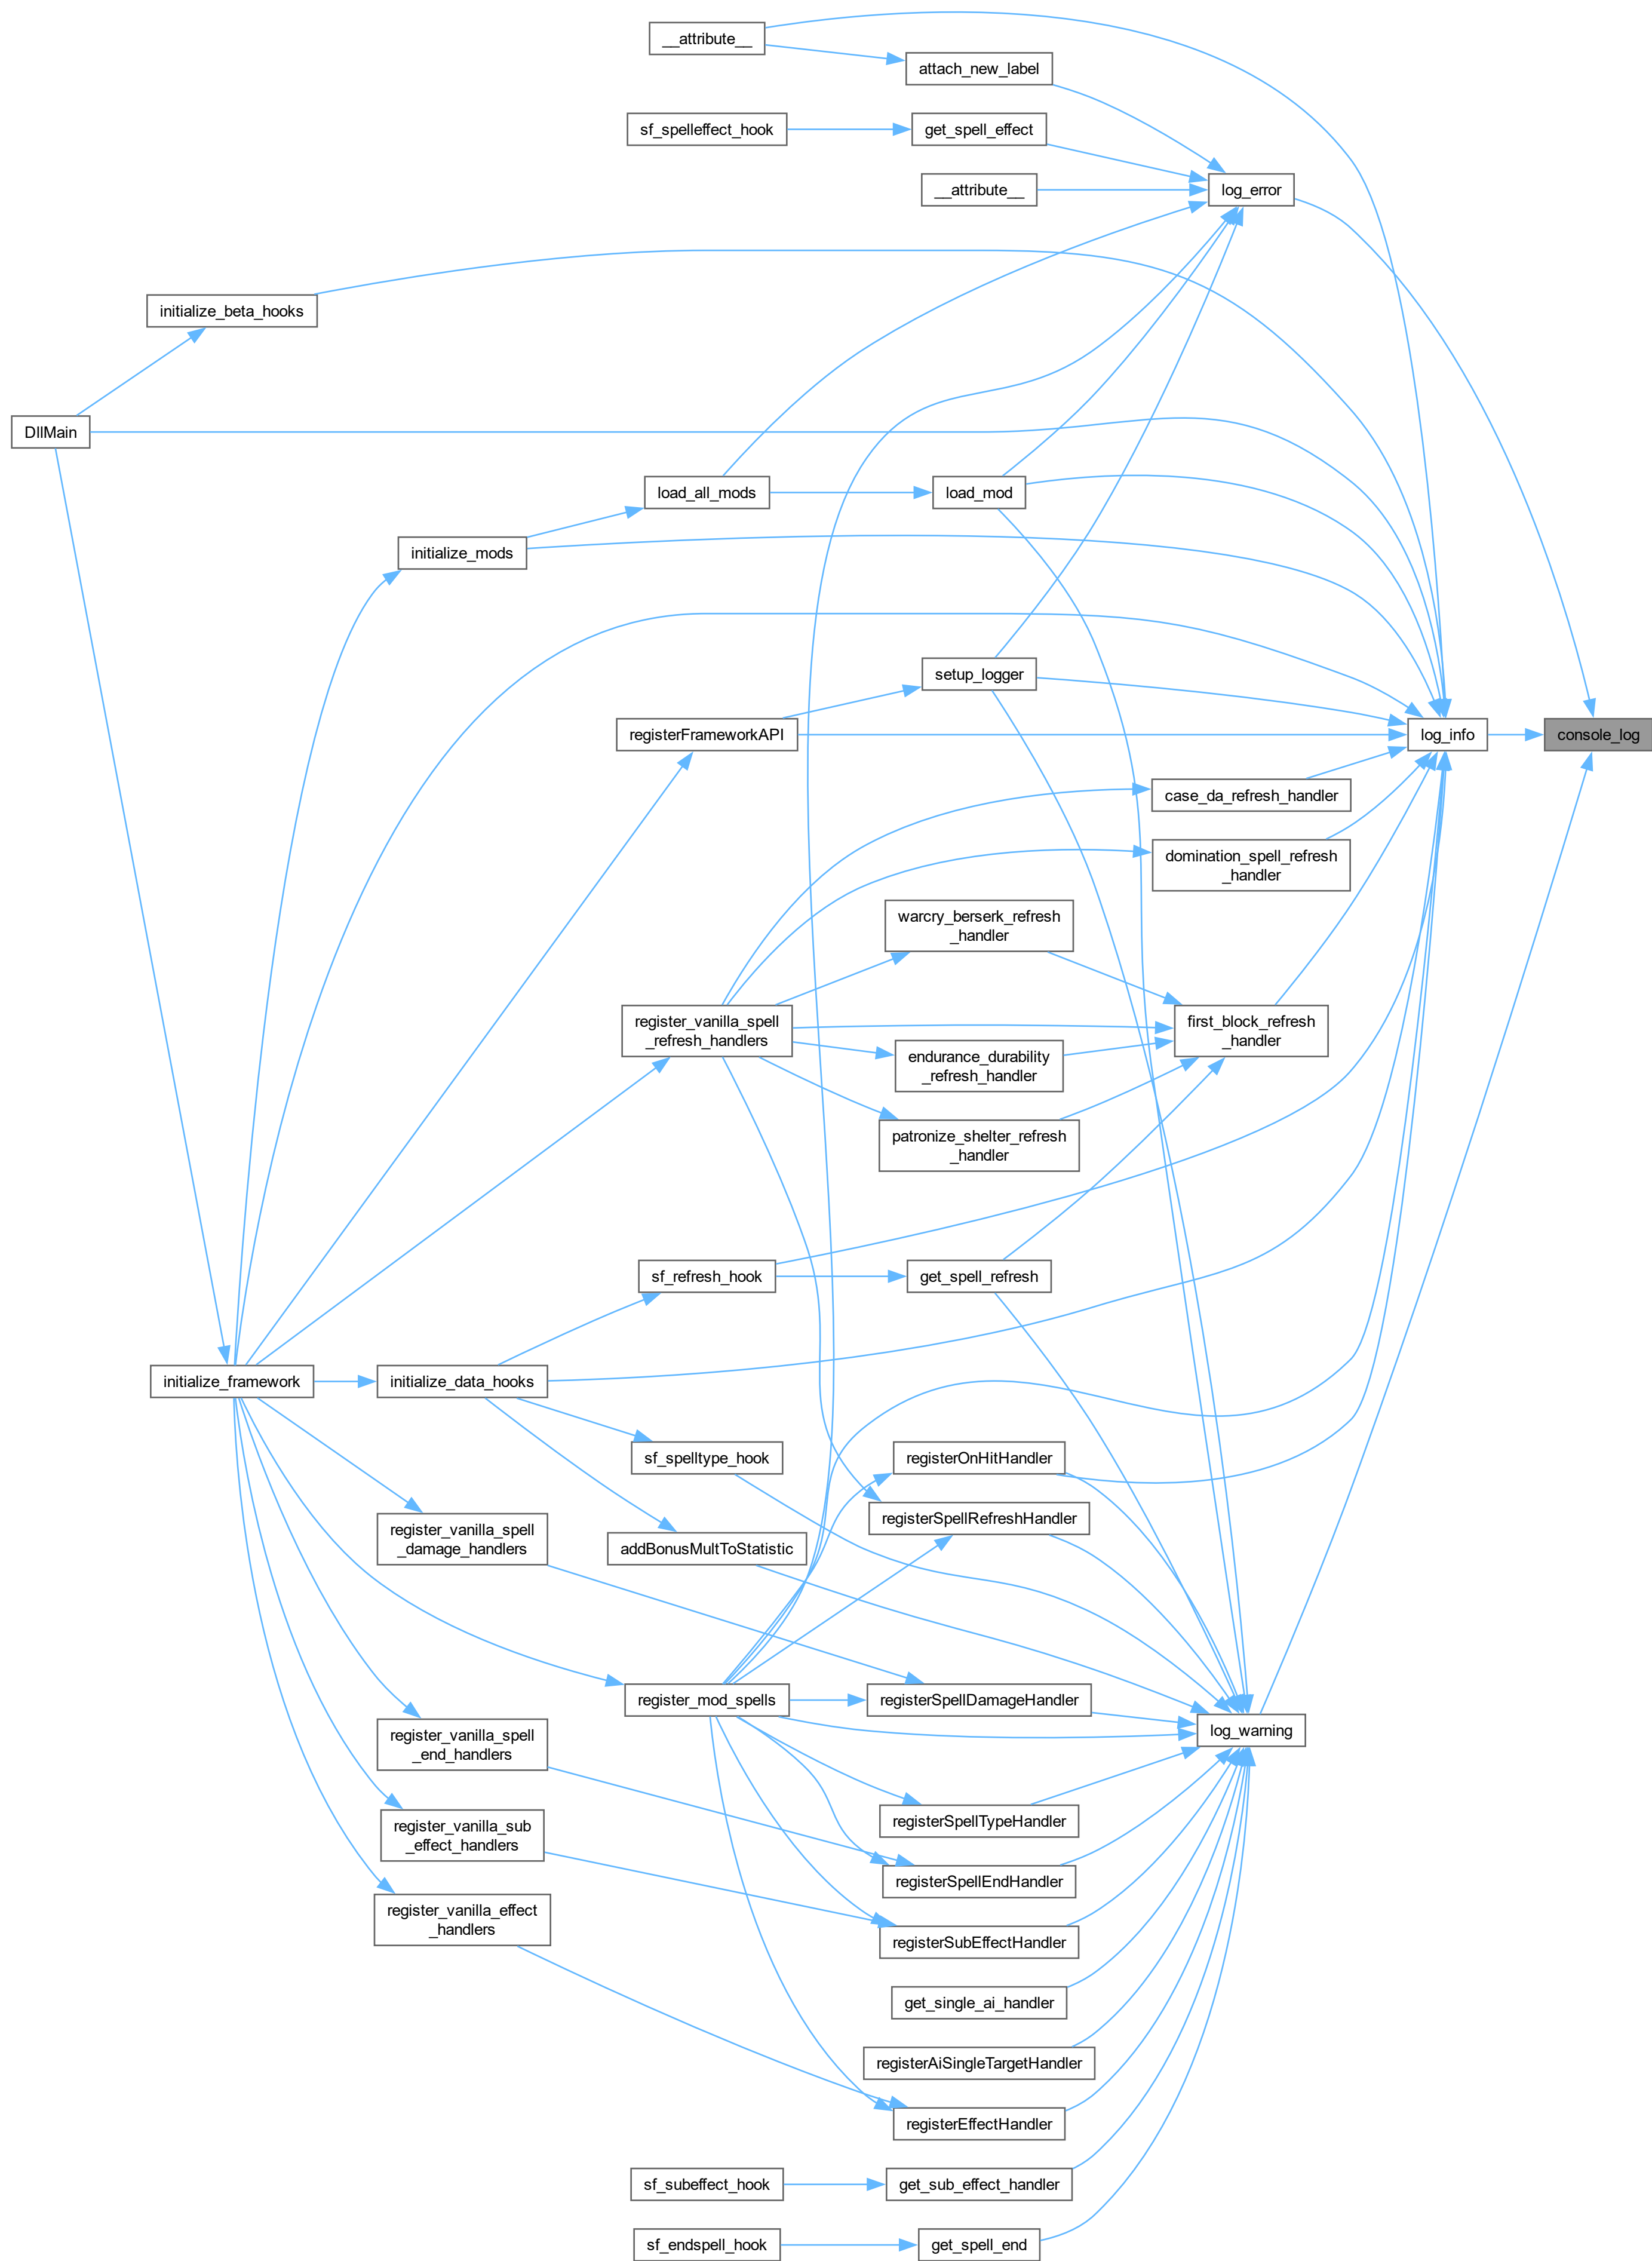 __attribute__
attach_new_label
sf_spelleffect_hook
get_spell_effect
__attribute__
log_error
initialize_beta_hooks
DllMain
load_all_mods
load_mod
initialize_mods
setup_logger
registerFrameworkAPI
log_info
console_log
case_da_refresh_handler
domination_spell_refresh
_handler
warcry_berserk_refresh
_handler
register_vanilla_spell
_refresh_handlers
first_block_refresh
_handler
endurance_durability
_refresh_handler
patronize_shelter_refresh
_handler
sf_refresh_hook
get_spell_refresh
initialize_framework
initialize_data_hooks
sf_spelltype_hook
registerOnHitHandler
registerSpellRefreshHandler
register_vanilla_spell
_damage_handlers
addBonusMultToStatistic
register_mod_spells
registerSpellDamageHandler
log_warning
register_vanilla_spell
_end_handlers
registerSpellTypeHandler
register_vanilla_sub
_effect_handlers
registerSpellEndHandler
register_vanilla_effect
_handlers
registerSubEffectHandler
get_single_ai_handler
registerAiSingleTargetHandler
registerEffectHandler
sf_subeffect_hook
get_sub_effect_handler
sf_endspell_hook
get_spell_end